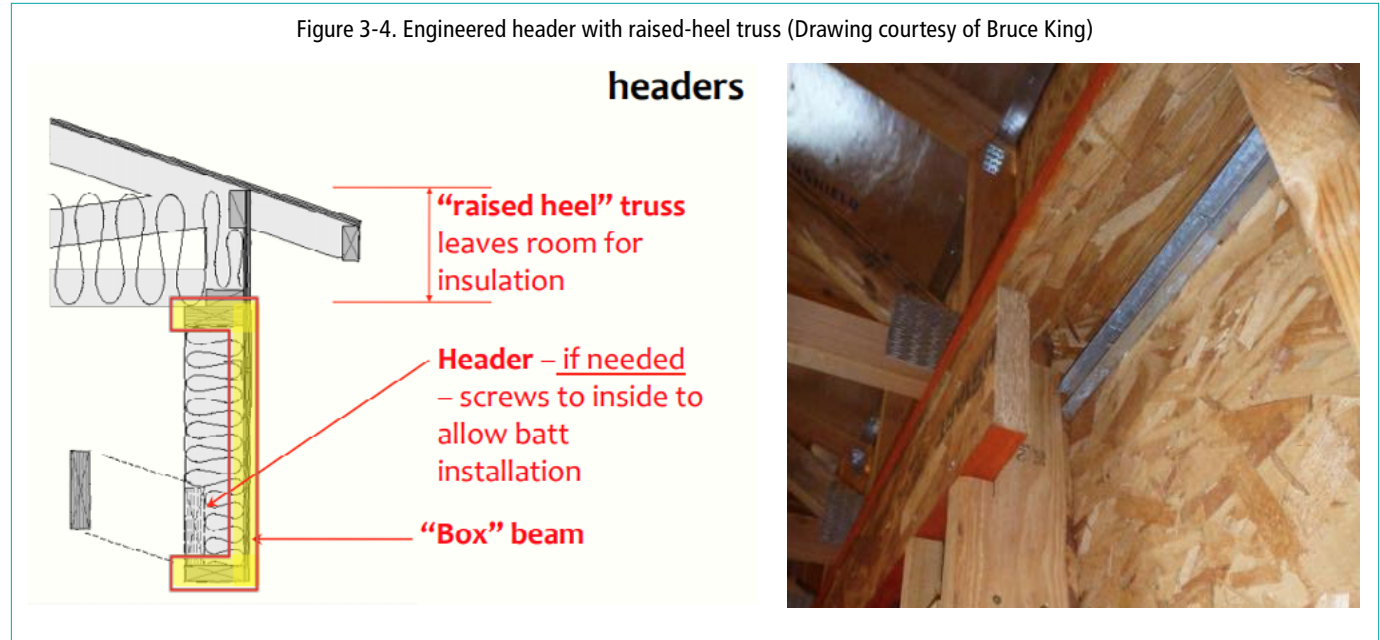 Figure 3-4. Engineered header with raised-heel truss (Drawing courtesy of Bruce King)
headers
“raised heel” truss
leaves room for
insulation
Header – if needed
– screws to inside to
allow batt
installation
“Box” beam